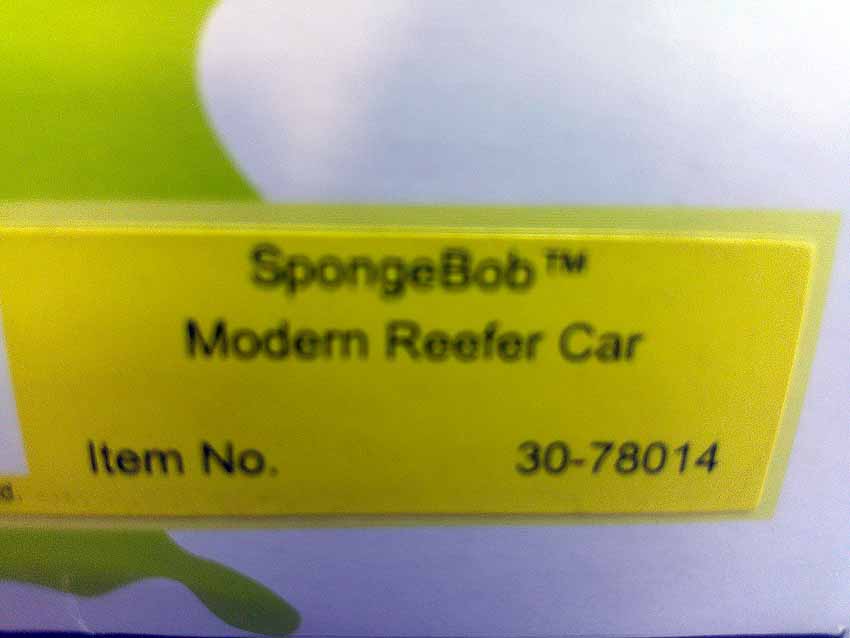 SpongeBob™
Modern Reefer Car
Item No. 30-78014
d.